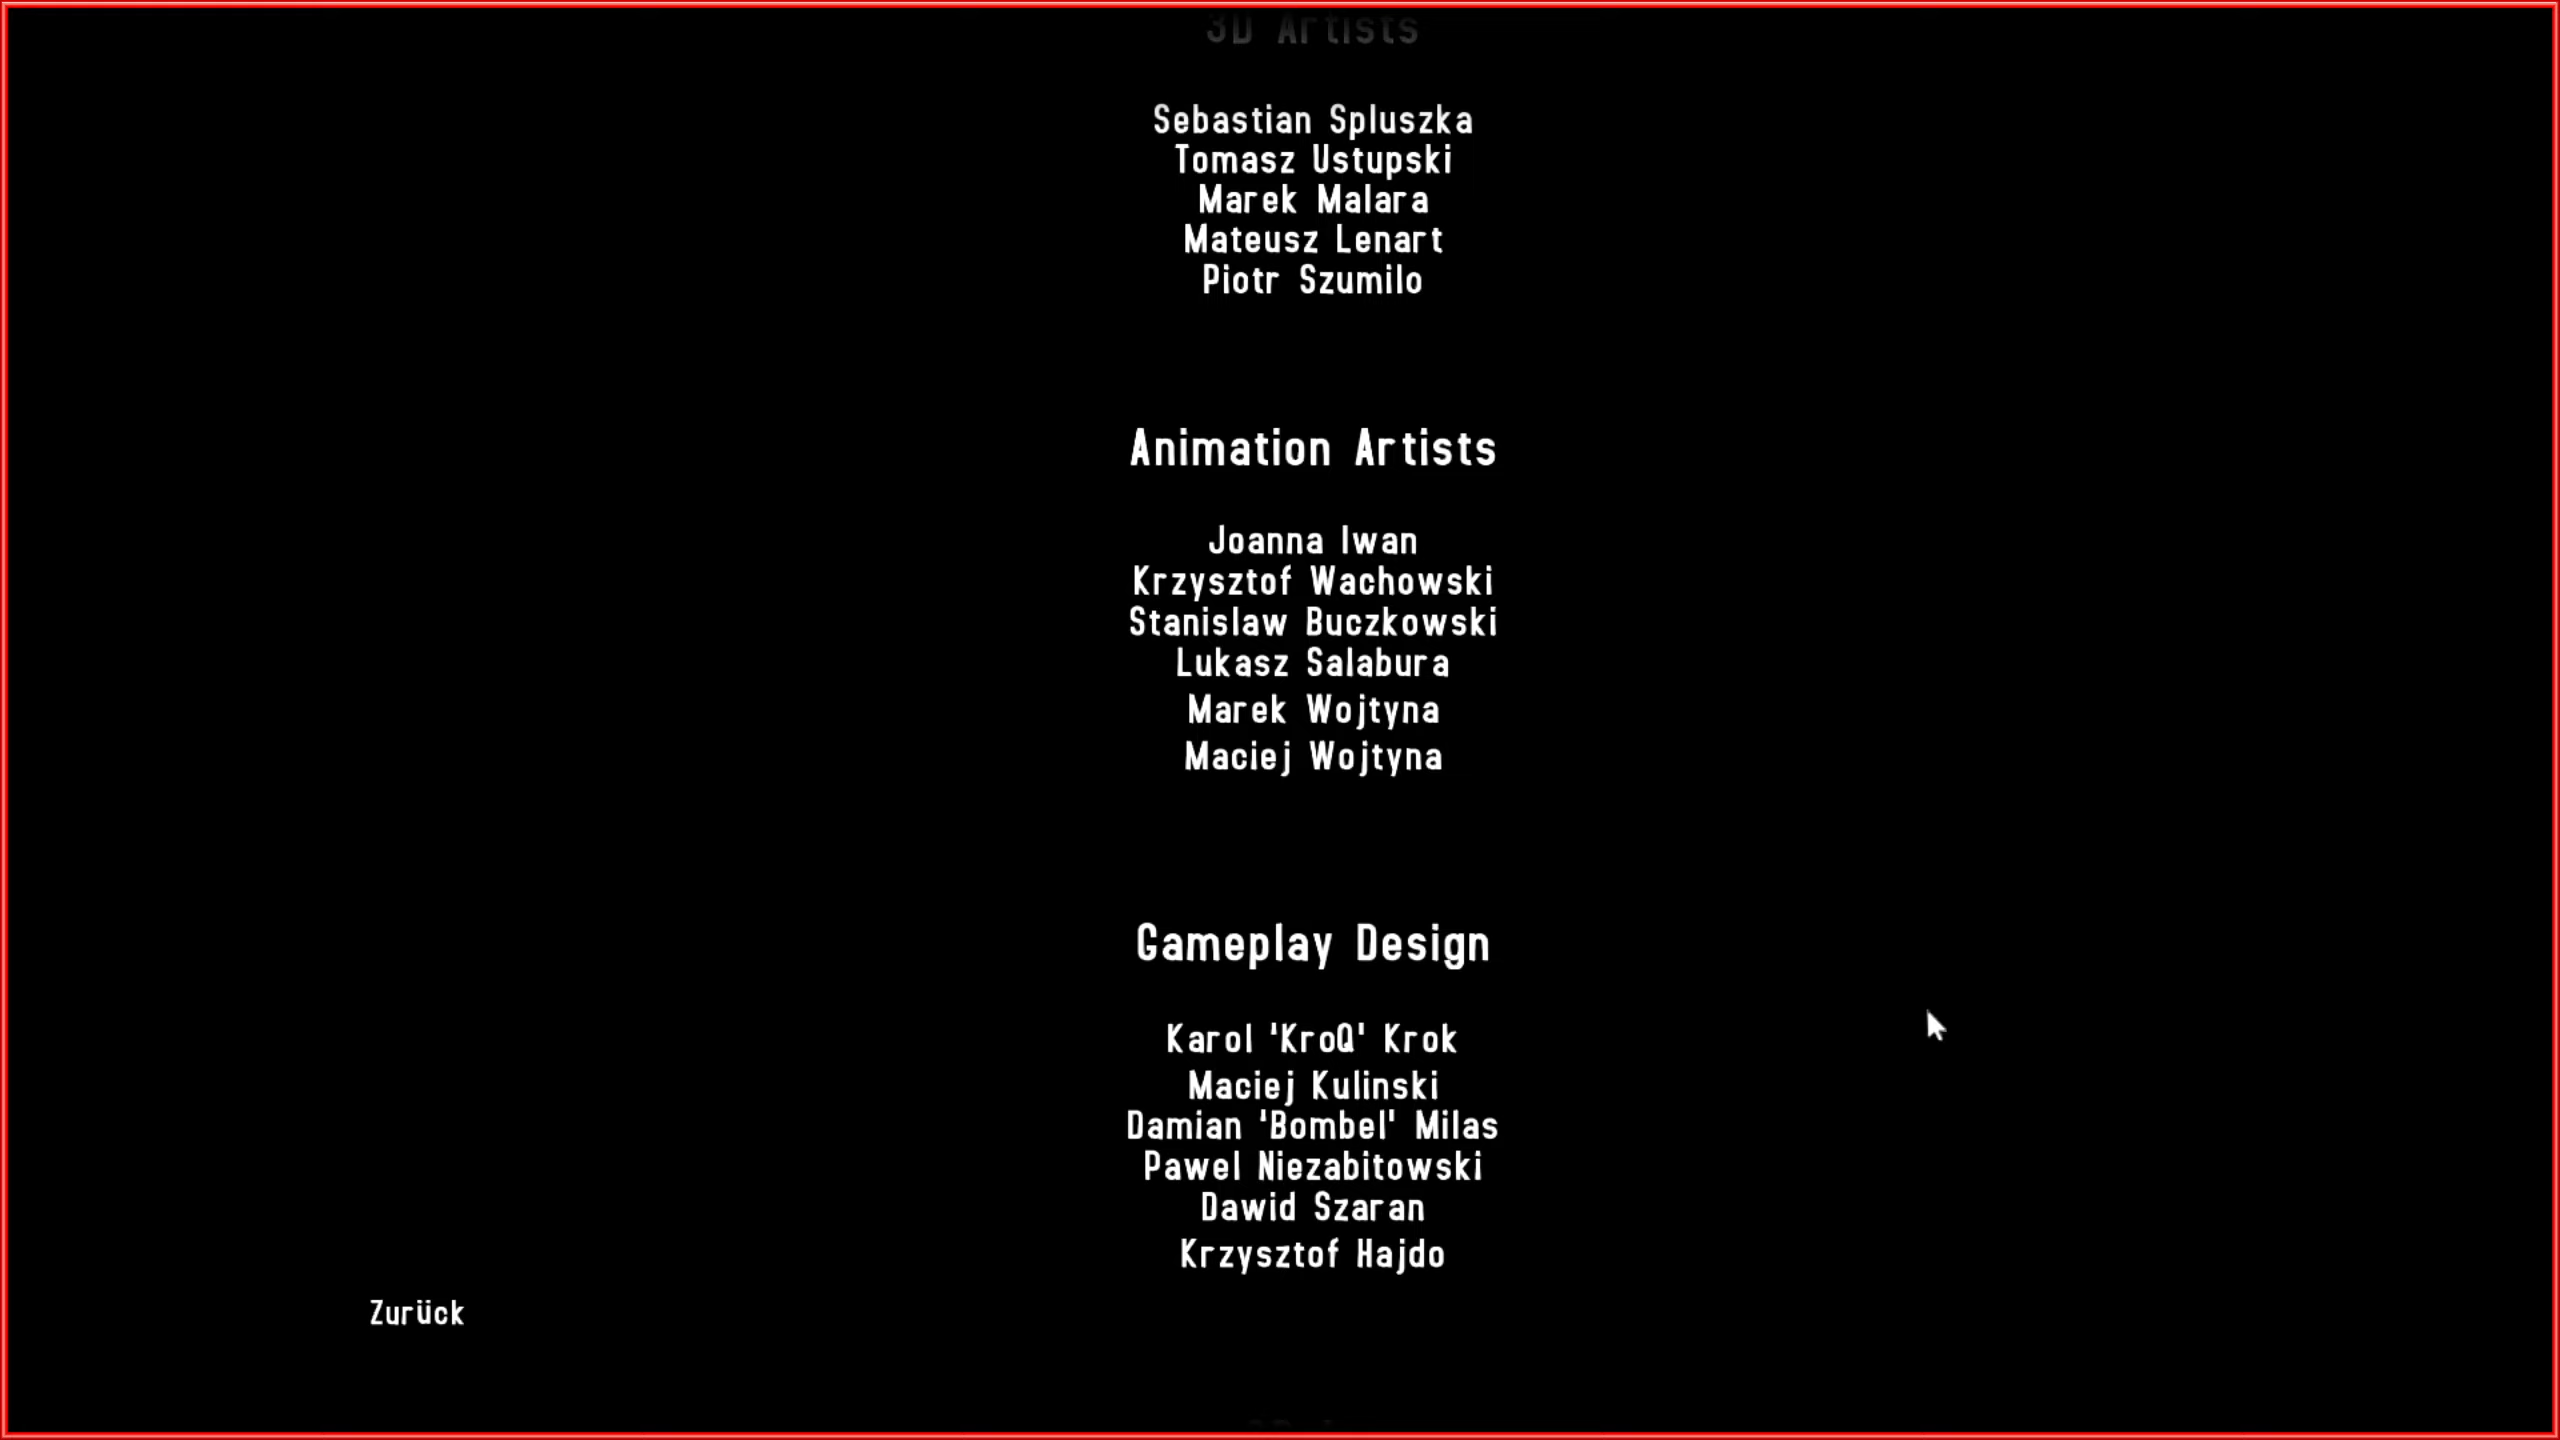 3D Artists
Sebastian Spluszka
Tomasz Ustupski
Marek Malara
Mateusz Lenart
Piotr Szumilo
Animation Artists
Joanna Iwan
Krzysztof Wachowski
Stanislaw Buczkowski
Lukasz Salabura
Marek Wojtyna
Maciej Wojtyna
Gameplay Design
Karol 'KroQ' Krok
Maciej Kulinski
Damian 'Bombel' Milas
Pawel Niezabitowski
Dawid Szaran
Krzysztof Hajdo
Zurück